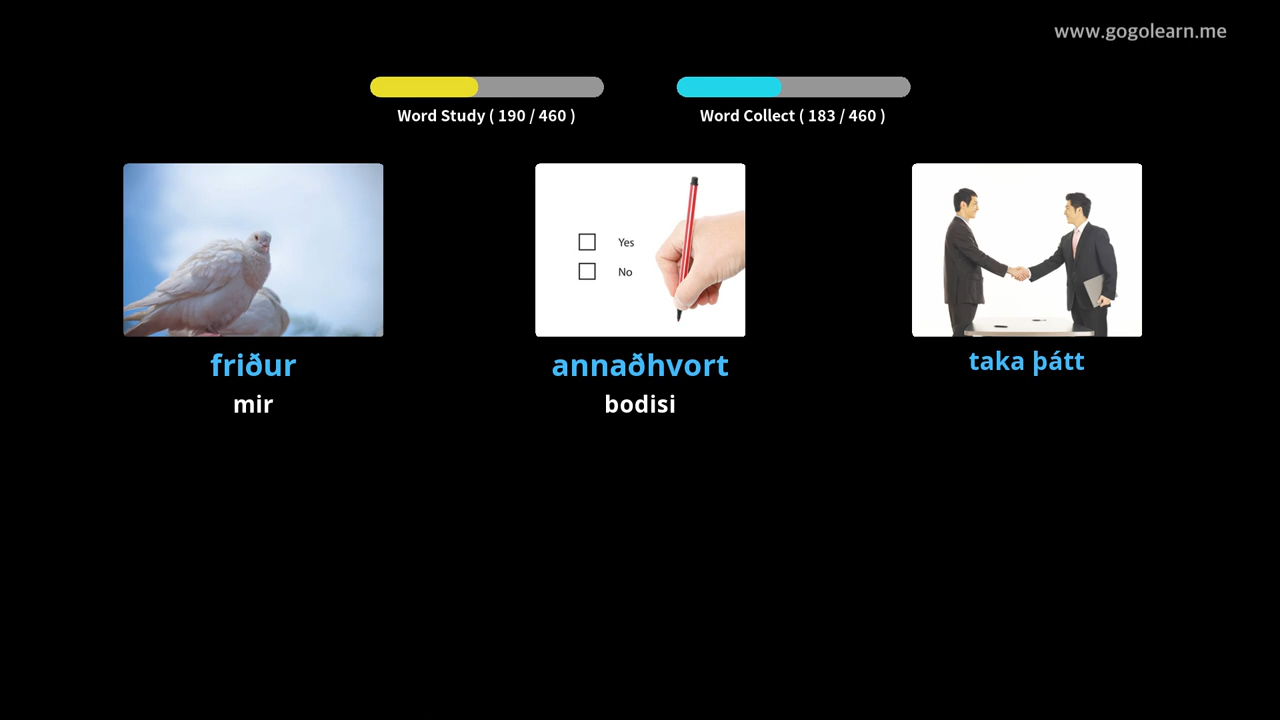 www.gogolearn.me
Word Study ( 190 / 460 )
Word Collect ( 183 / 460 )
Yes
No
friður
annaðhvort
taka þátt
mir
bodisi